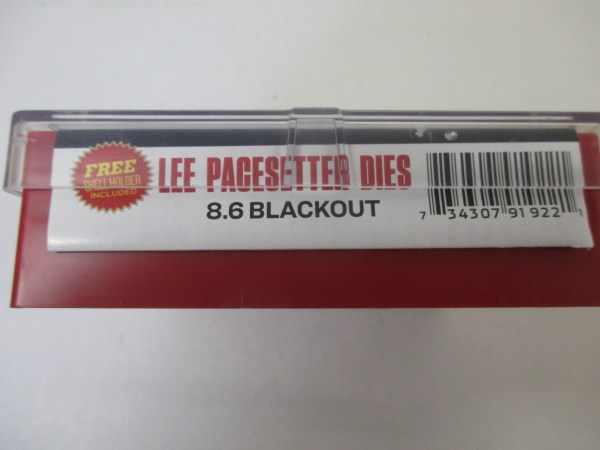 FREE
SHELL HOLDER
INCLUDED
LEE PACESETTER DIES
8.6 BLACKOUT
7 34307 91922 1